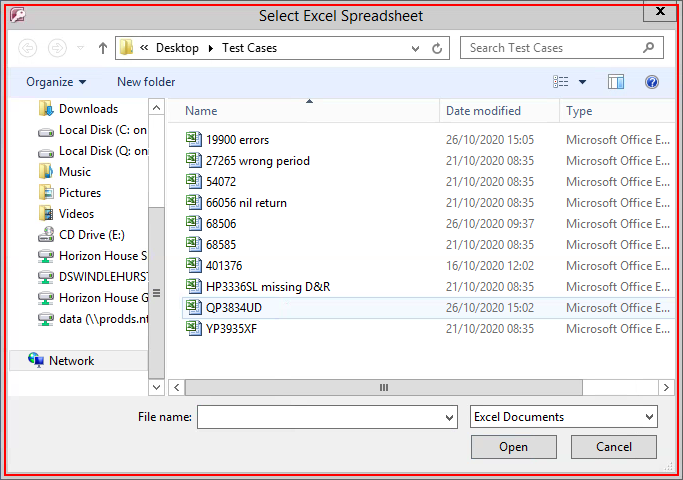 Select Excel Spreadsheet
x
« Desktop Test Cases
Search Test Cases
Organize New folder
Name Date modified Type
Downloads
Local Disk (C: on
Local Disk (Q: on
Music
Pictures
Videos
CD Drive (E:)
Horizon House S
DSWINDLEHURST
Horizon House G
data (\\prodds.nt
Network
19900 errors 26/10/2020 15:05 Microsoft Office E...
27265 wrong period 21/10/2020 08:35 Microsoft Office E...
54072 21/10/2020 08:35 Microsoft Office E...
66056 nil return 21/10/2020 08:35 Microsoft Office E...
68506 26/10/2020 09:37 Microsoft Office E...
68585 21/10/2020 08:35 Microsoft Office E...
401376 16/10/2020 12:02 Microsoft Office E...
HP3336SL missing D&R 21/10/2020 08:35 Microsoft Office E...
QP3834UD 26/10/2020 15:02 Microsoft Office E...
YP3935XF 21/10/2020 08:35 Microsoft Office E...
File name: Excel Documents
Open Cancel